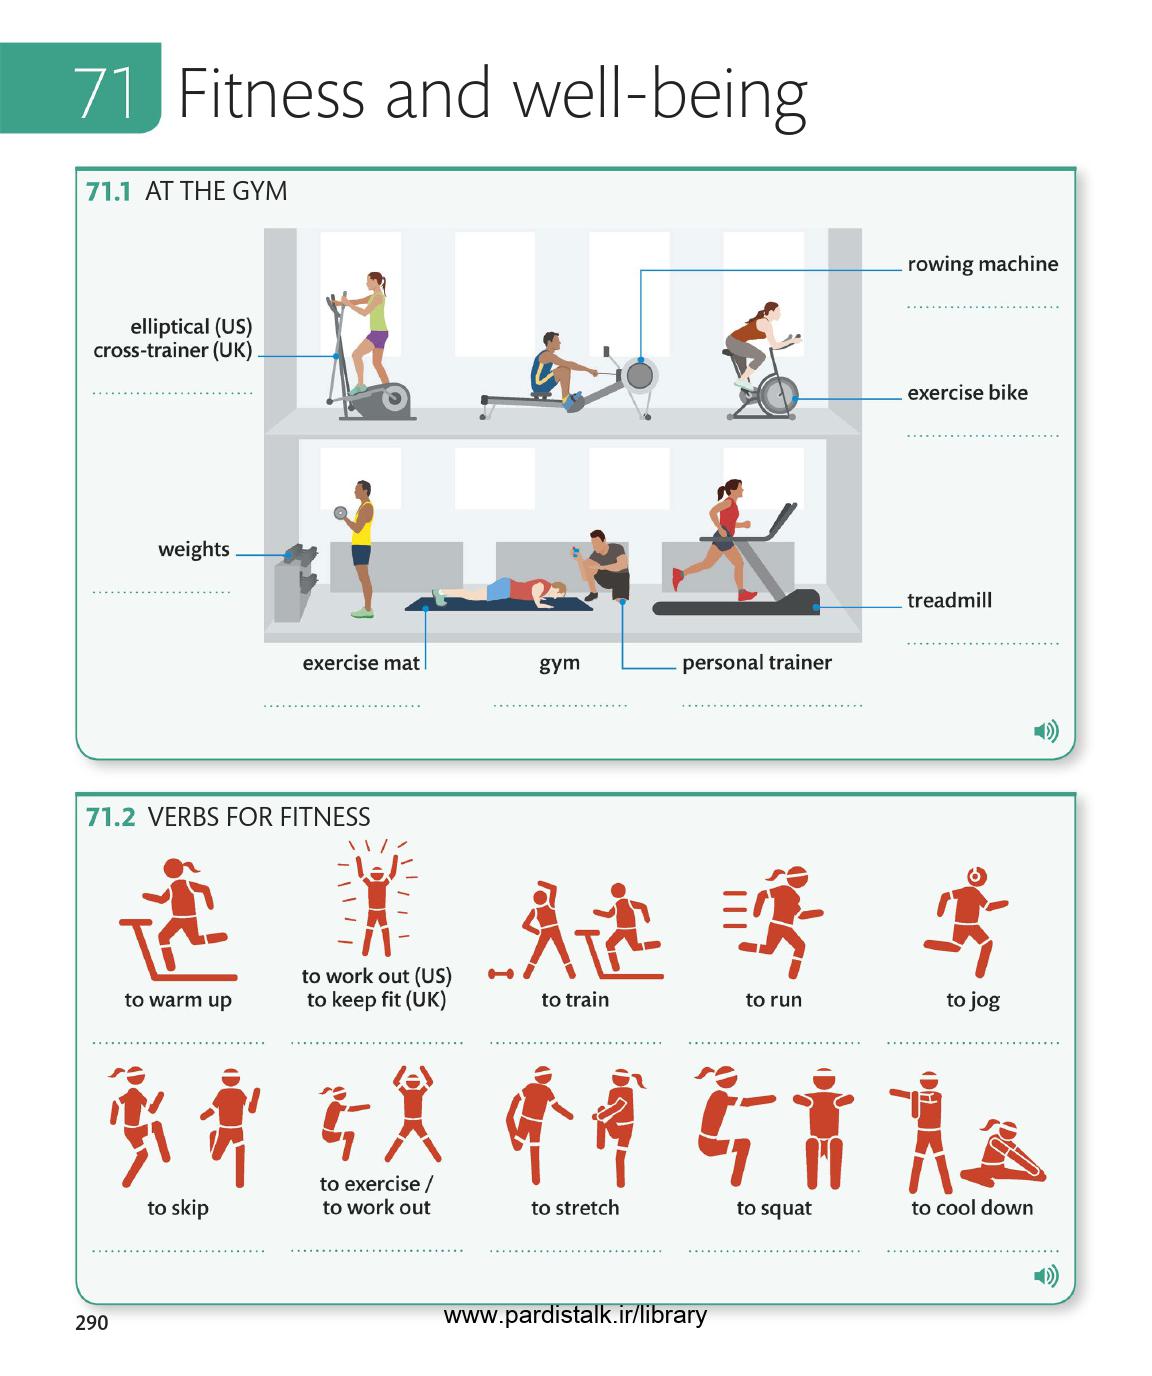 71 Fitness and well-being
71.1 AT THE GYM
rowing machine
elliptical (US)
cross-trainer (UK)
exercise bike
weights
treadmill
exercise mat
gym
personal trainer
71.2 VERBS FOR FITNESS
to warm up
to work out (US)
to keep fit (UK)
to train
to run
to jog
to skip
to exercise /
to work out
to stretch
to squat
to cool down
290
www.pardistalk.ir/library